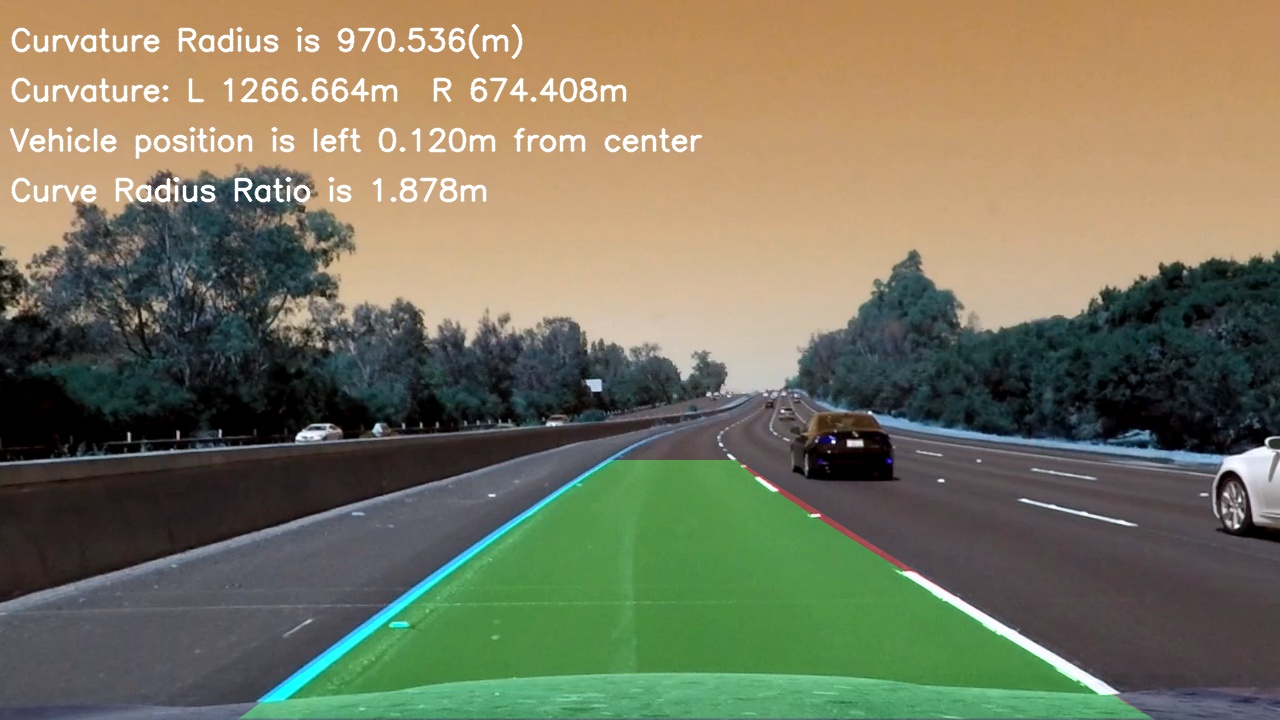 Curvature Radius is 970.536(m)
Curvature: L 1266.664m R 674.408m
Vehicle position is left 0.120m from center
Curve Radius Ratio is 1.878m